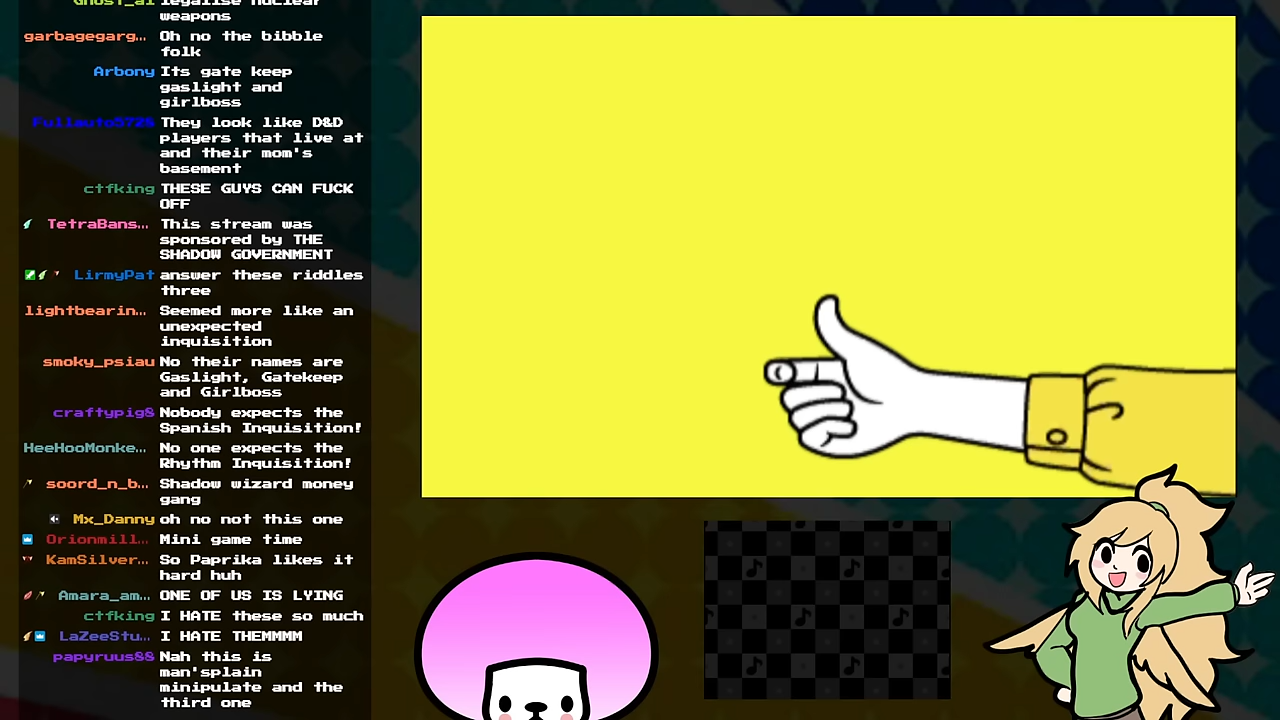 Ghost_al legalise nuclear
weapons
garbagegarg… Oh no the bibble
folk
Arbony Its gate keep
gaslight and
girlboss
Fullauto5726 They look like D&D
players that live at
and their mom's
basement
ctfking THESE GUYS CAN FUCK
OFF
TetraBans… This stream was
sponsored by THE
SHADOW GOVERNMENT
LirmyPat answer these riddles
three
lightbearin… Seemed more like an
unexpected
inquisition
smoky_psiau No their names are
Gaslight, Gatekeep
and Girlboss
craftypig8 Nobody expects the
Spanish Inquisition!
HeeHooMonke… No one expects the
Rhythm Inquisition!
soord_n_b… Shadow wizard money
gang
Mx_Danny oh no not this one
Orionmill… Mini game time
KamSilver… So Paprika likes it
hard huh
Amara_am… ONE OF US IS LYING
ctfking I HATE these so much
LaZeeStu… I HATE THEMMMM
papyruus88 Nah this is
man'splain
minipulate and the
third one